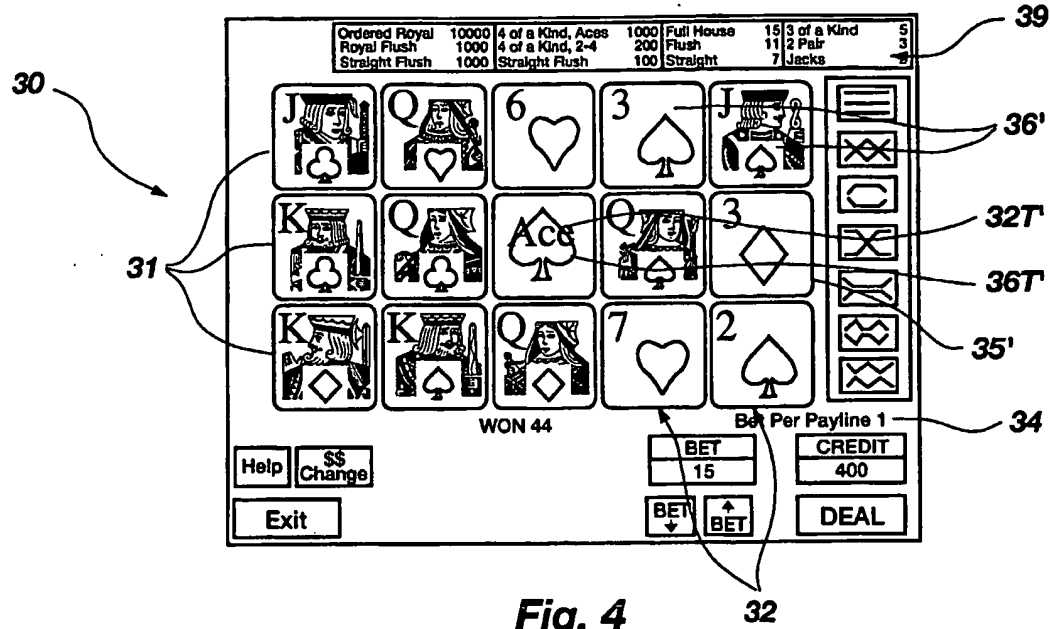 Ordered Royal 10000 4 of a Kind, Aces 1000 Full House 15 3 of a Kind 5
Royal Flush 1000 4 of a Kind, 2-4 200 Flush 11 2 Pair 3
Straight Flush 1000 Straight Flush 100 Straight 7 Jacks
39
30
J Q 6 3 J
36'
K Q Ace Q 3
32T'
31
36T'
35'
K K Q 7 2
WON 44
Bet Per Payline 1
34
Help
$$
Change
BET
15
CREDIT
400
Exit
BET
BET
DEAL
Fig. 4
32